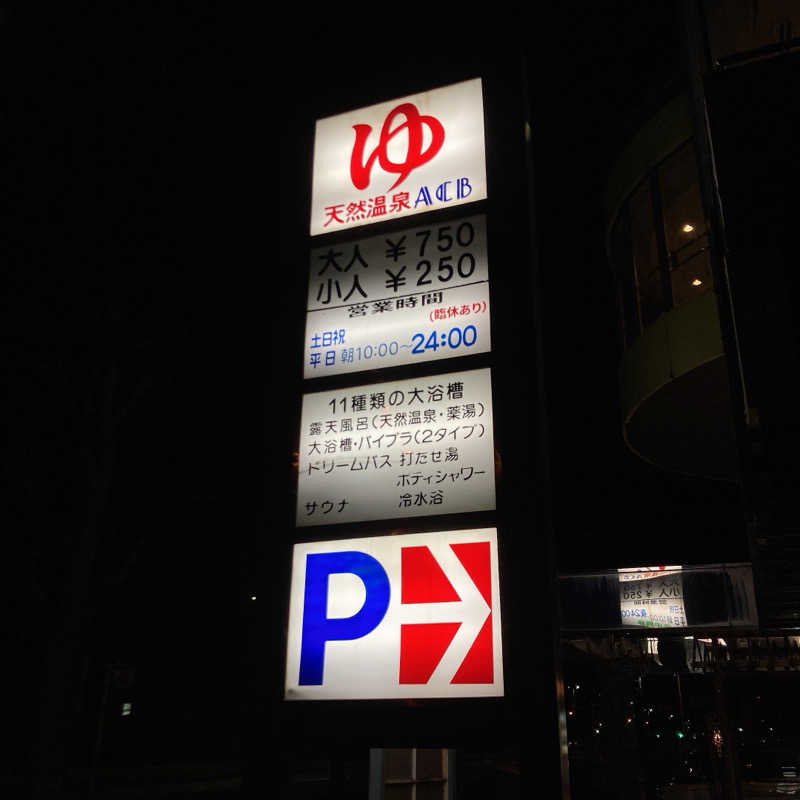 ゆ
天然温泉ACB
大人 ¥750
小人 ¥250
営業時間
(臨休あり)
土日祝
平日 朝10:00~24:00
11種類の大浴槽
露天風呂(天然温泉・薬湯)
大浴槽・バイブラ(2タイプ)
ドリームバス 打たせ湯
ボディシャワー
サウナ 冷水浴
P